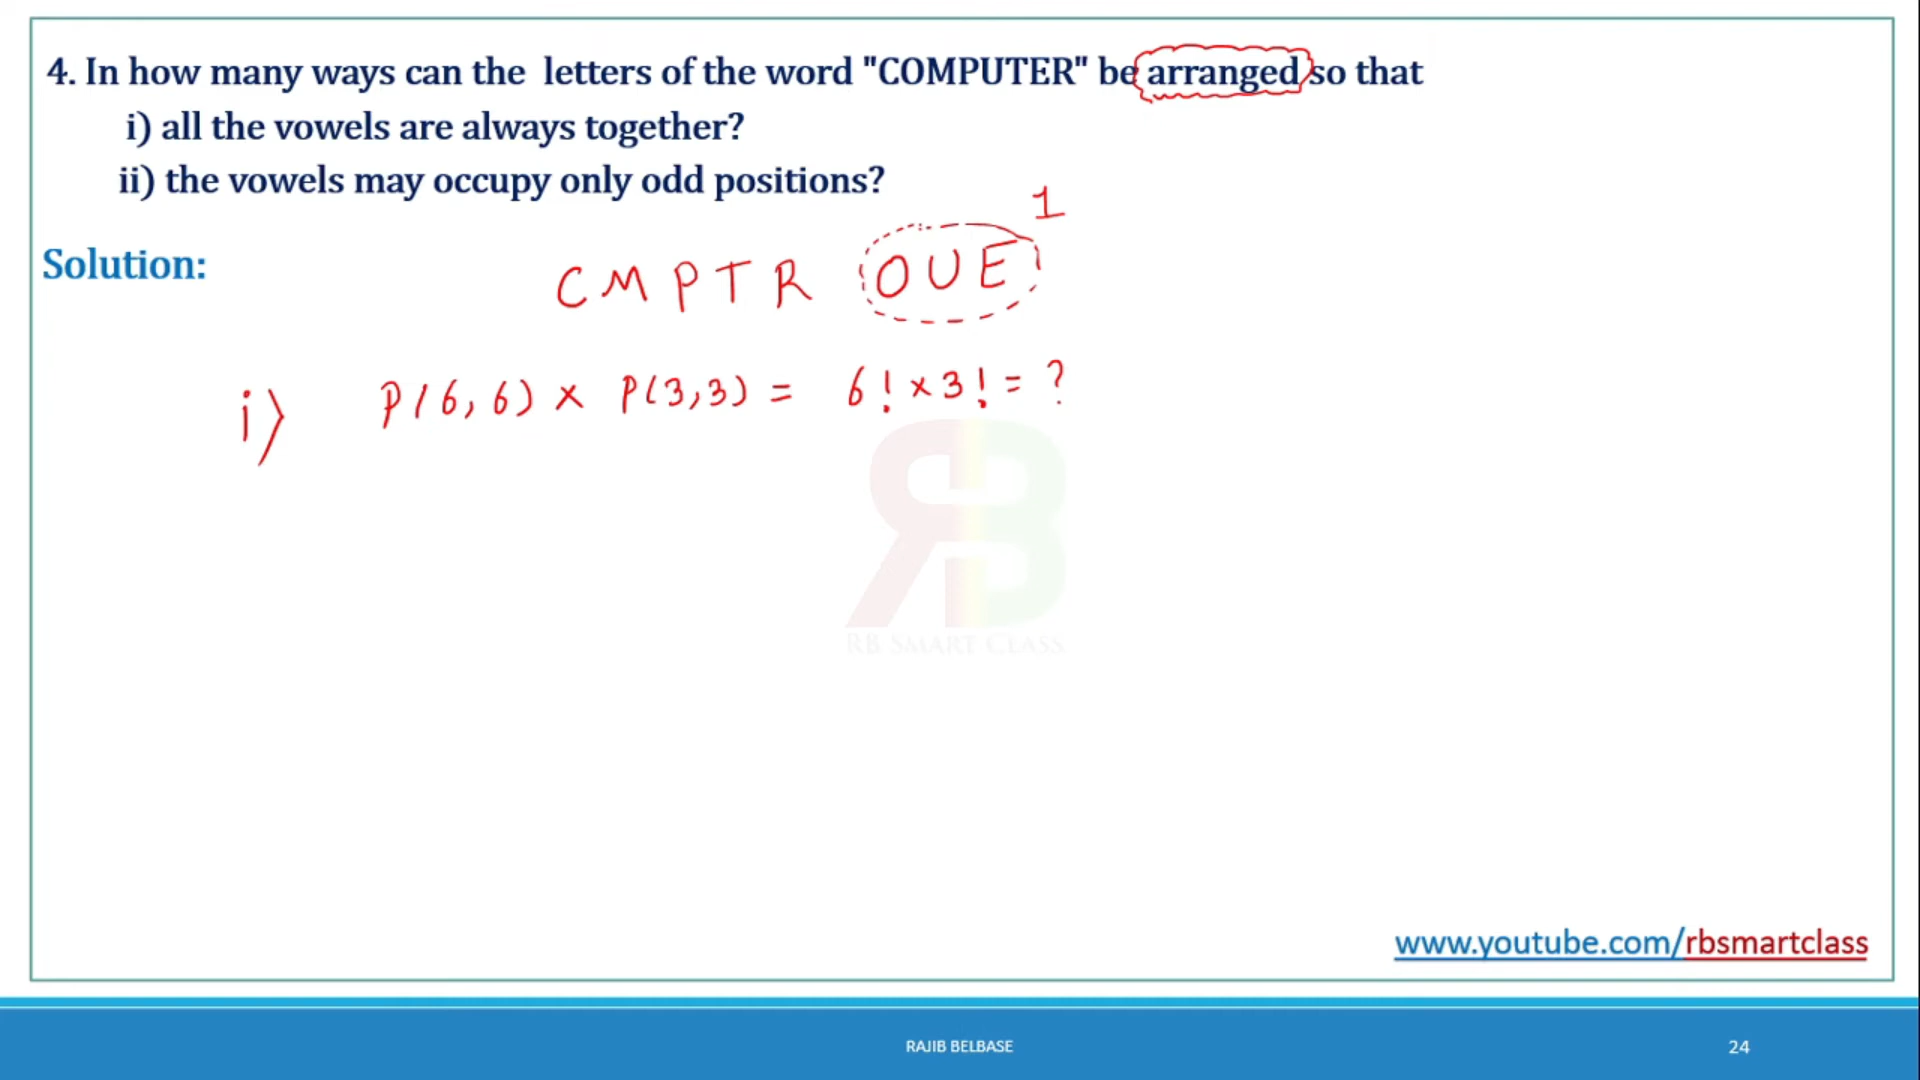 4. In how many ways can the letters of the word "COMPUTER" be arranged so that
i) all the vowels are always together?
ii) the vowels may occupy only odd positions?
1
Solution:
C M P T R O U E
i) P(6,6) × P(3,3) = 6! × 3! = ?
RB SMART CLASS
www.youtube.com/rbsmartclass
RAJIB BELBASE
24